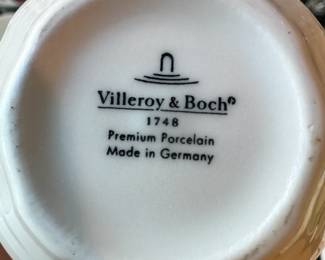 Villeroy & Boch
1748
Premium Porcelain
Made in Germany